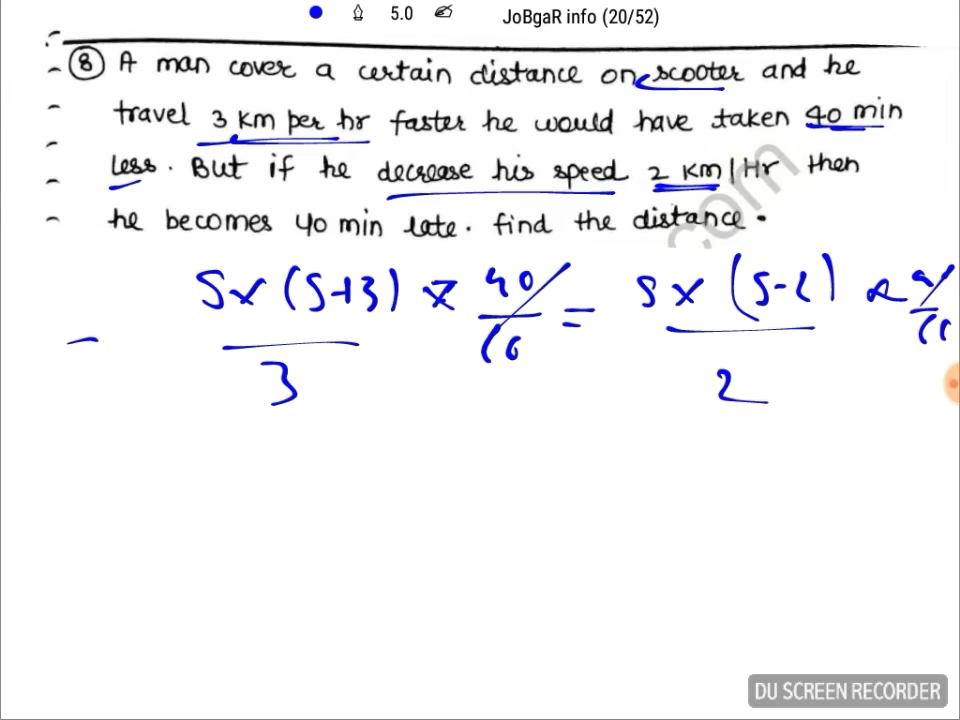 5.0 JoBgaR info (20/52)
8 A man cover a certain distance on scooter and he
travel 3 Km per hr faster he would have taken 40 min
less. But if he decrease his speed 2 Km/Hr then
he becomes 40 min late. find the distance.
.com
S x (S+3) x 40/60 = S x (S-2) x
3 2
DU SCREEN RECORDER